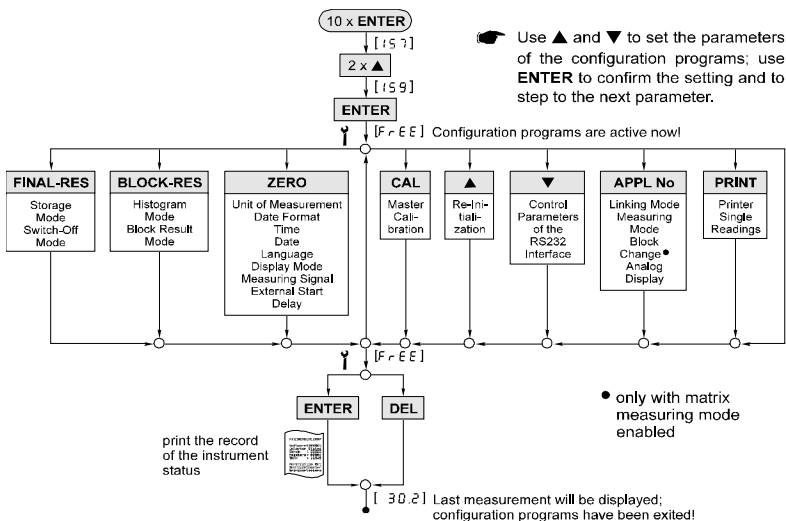 10 x ENTER
[157]
2 x ▲
[159]
ENTER
[FrEE] Configuration programs are active now!
☛ Use ▲ and ▼ to set the parameters
of the configuration programs; use
ENTER to confirm the setting and to
step to the next parameter.
FINAL-RES
Storage
Mode
Switch-Off
Mode
BLOCK-RES
Histogram
Mode
Block Result
Mode
ZERO
Unit of Measurement
Date Format
Time
Date
Language
Display Mode
Measuring Signal
External Start
Delay
CAL
Master
Cali-
bration
▲
Re-Ini-
tiali-
zation
▼
Control
Parameters
of the
RS232
Interface
APPL No
Linking Mode
Measuring
Mode
Block
Change●
Analog
Display
PRINT
Printer
Single
Readings
[FrEE]
ENTER
DEL
print the record
of the instrument
status
● only with matrix
measuring mode
enabled
[ 30.2] Last measurement will be displayed;
configuration programs have been exited!